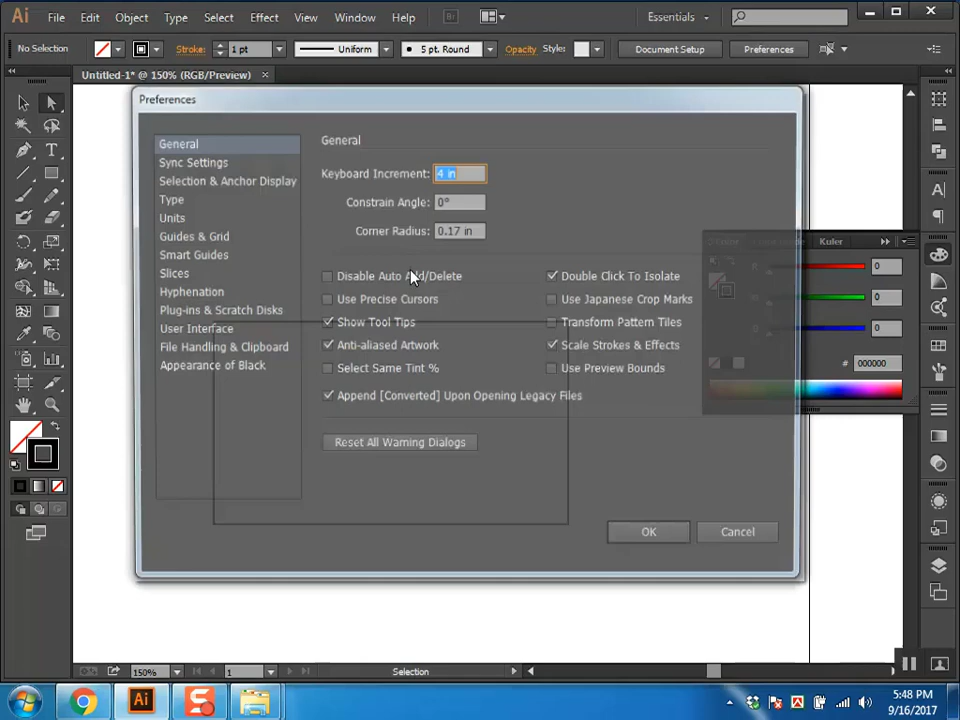 Ai File Edit Object Type Select Effect View Window Help Br Essentials
No Selection Stroke: 1 pt Uniform 5 pt. Round Opacity Styles Document Setup Preferences
Untitled-1* @ 150% (RGB/Preview)
Preferences
General
Sync Settings
Selection & Anchor Display
Type
Units
Guides & Grid
Smart Guides
Slices
Hyphenation
Plug-ins & Scratch Disks
User Interface
File Handling & Clipboard
Appearance of Black
General
Keyboard Increment: 4 in
Constrain Angle: 0°
Corner Radius: 0.17 in
Disable Auto Add/Delete
Double Click To Isolate
Use Precise Cursors
Use Japanese Crop Marks
Show Tool Tips
Transform Pattern Tiles
Anti-aliased Artwork
Scale Strokes & Effects
Select Same Tint %
Use Preview Bounds
Append [Converted] Upon Opening Legacy Files
Reset All Warning Dialogs
OK Cancel
Kuler
R 0
G 0
B 0
# 000000
150% 1 Selection
Ai S 5:48 PM
9/16/2017